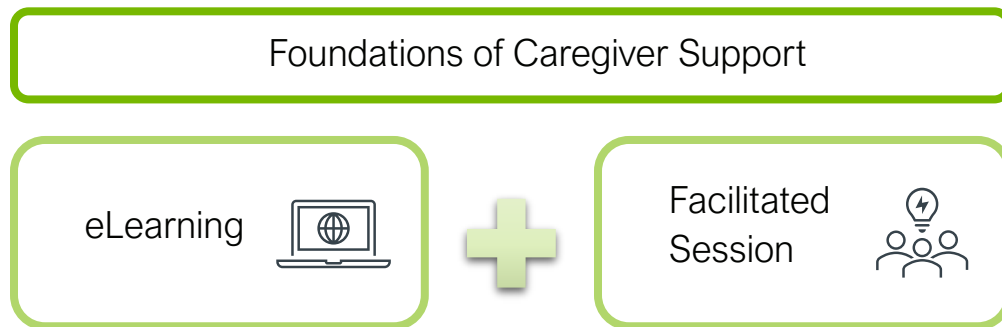 Foundations of Caregiver Support
eLearning
Facilitated
Session